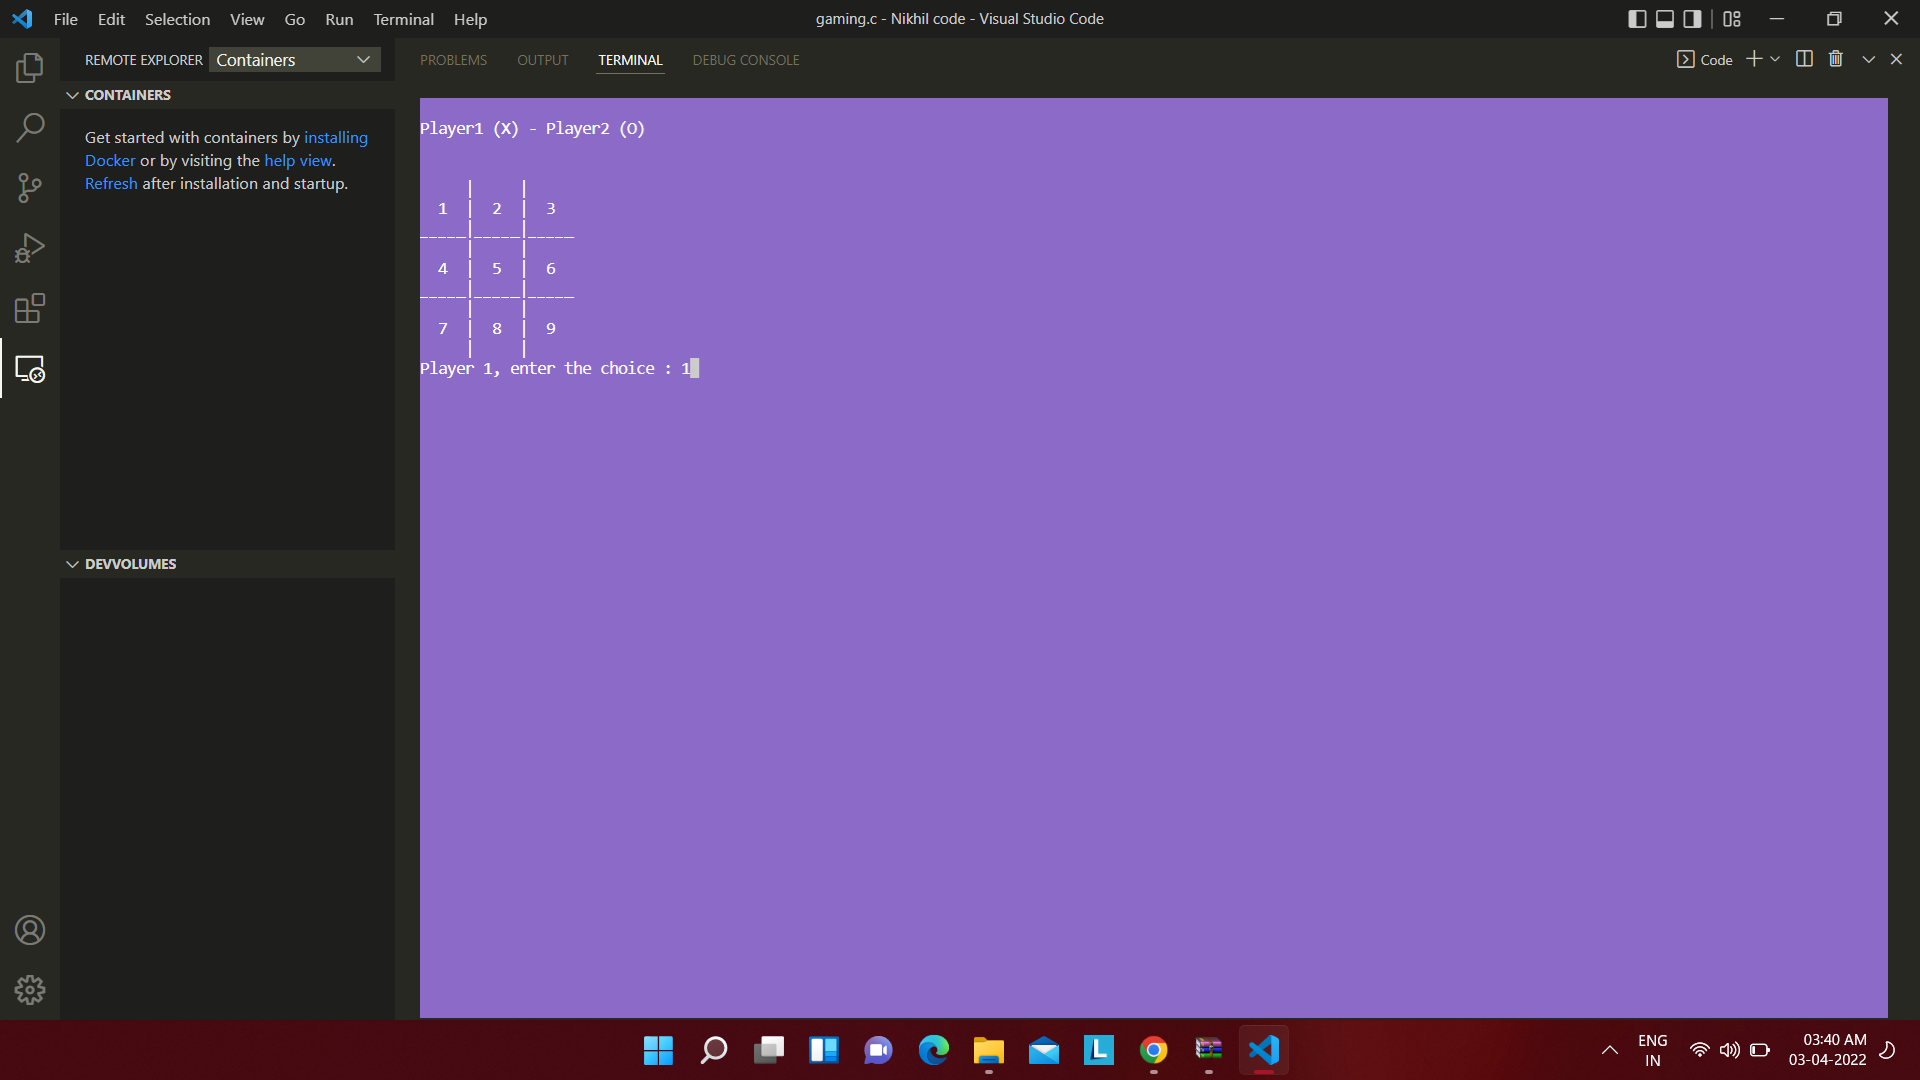 File Edit Selection View Go Run Terminal Help
gaming.c - Nikhil code - Visual Studio Code
REMOTE EXPLORER Containers
PROBLEMS OUTPUT TERMINAL DEBUG CONSOLE
Code
CONTAINERS
Get started with containers by installing
Docker or by visiting the help view.
Refresh after installation and startup.
DEVVOLUMES
Player1 (X) - Player2 (O)
     |     |
  1  |  2  |  3
_____|_____|_____
     |     |
  4  |  5  |  6
_____|_____|_____
     |     |
  7  |  8  |  9
     |     |
Player 1, enter the choice : 1
L
ENG
IN
03:40 AM
03-04-2022